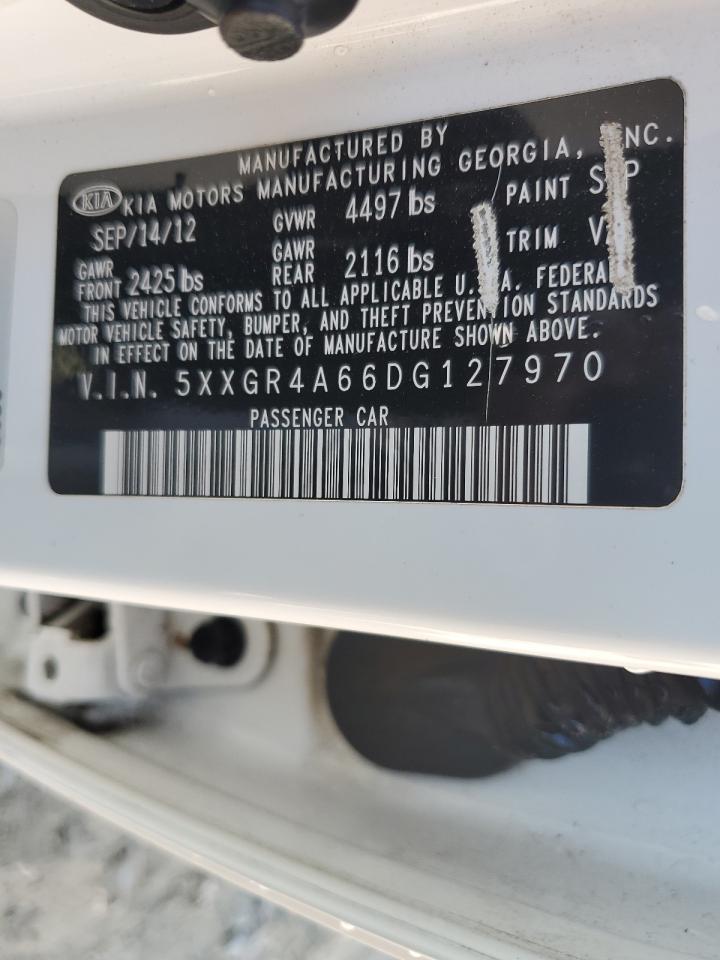 MANUFACTURED BY
KIA KIA MOTORS MANUFACTURING GEORGIA, INC.
SEP/14/12 GVWR 4497 lbs PAINT
GAWR FRONT 2425 lbs GAWR REAR 2116 lbs TRIM
THIS VEHICLE CONFORMS TO ALL APPLICABLE U.S.A. FEDERAL
MOTOR VEHICLE SAFETY, BUMPER, AND THEFT PREVENTION STANDARDS
IN EFFECT ON THE DATE OF MANUFACTURE SHOWN ABOVE.
V.I.N. 5XXGR4A66DG127970
PASSENGER CAR